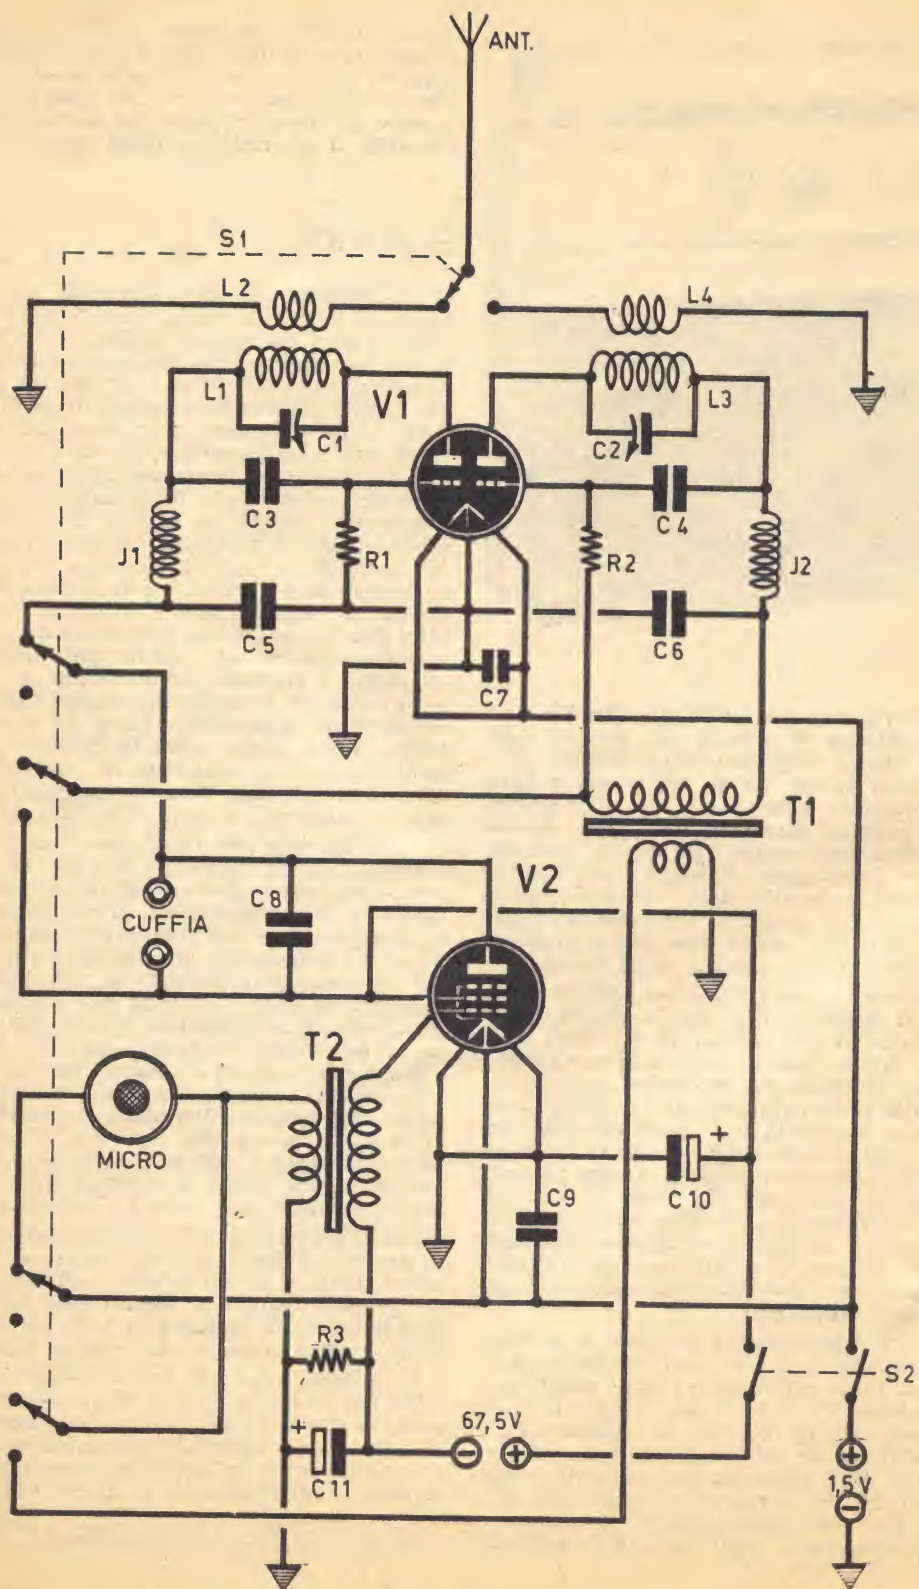 ANT.
S1
L2
L4
L1
V1
L3
C1
C2
C3
C4
J1
R1
R2
J2
C5
C6
C7
T1
V2
C8
CUFFIA
T2
MICRO
+
C10
C9
R3
S2
67,5V
+
− +
C11
+
1,5V
−